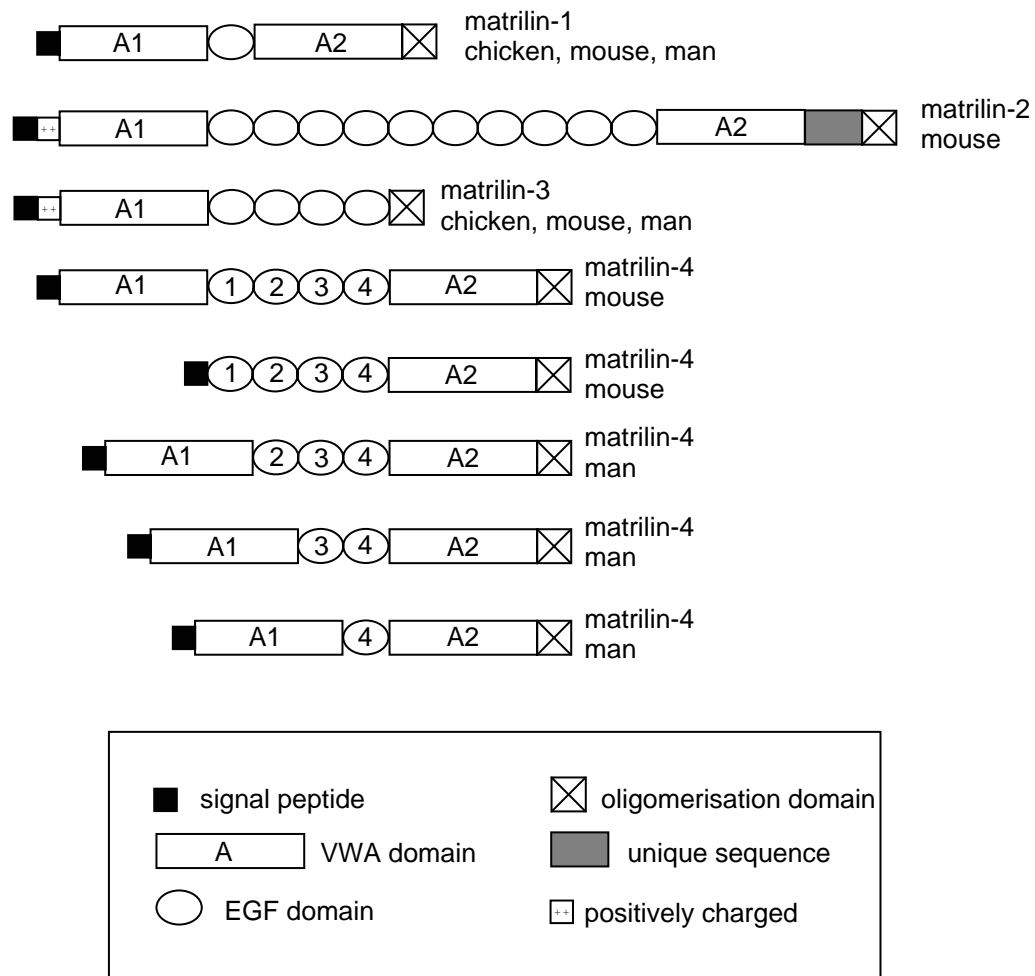 A1 A2 matrilin-1
chicken, mouse, man
++ A1 A2 matrilin-2
mouse
++ A1 matrilin-3
chicken, mouse, man
A1 1 2 3 4 A2 matrilin-4
mouse
1 2 3 4 A2 matrilin-4
mouse
A1 2 3 4 A2 matrilin-4
man
A1 3 4 A2 matrilin-4
man
A1 4 A2 matrilin-4
man
signal peptide
oligomerisation domain
A VWA domain
unique sequence
EGF domain
++ positively charged